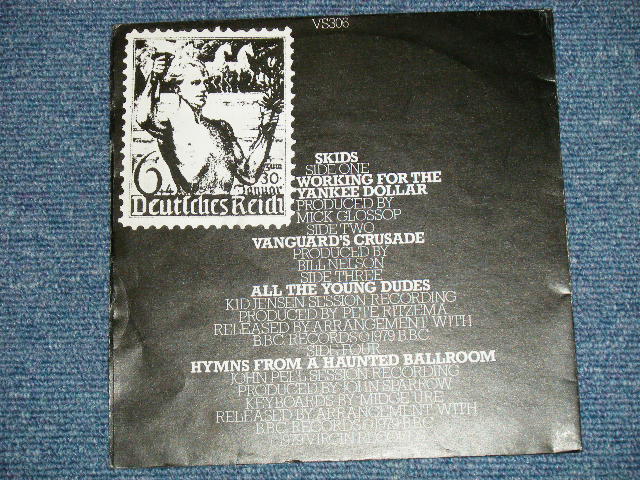 VS306
6
zum
30.
Januar
Deutsches Reich
SKIDS
SIDE ONE
WORKING FOR THE
YANKEE DOLLAR
PRODUCED BY
MICK GLOSSOP
SIDE TWO
VANGUARD'S CRUSADE
PRODUCED BY
BILL NELSON
SIDE THREE
ALL THE YOUNG DUDES
KID JENSEN SESSION RECORDING
PRODUCED BY PETE RITZEMA
RELEASED BY ARRANGEMENT WITH
B.B.C. RECORDS ©1979 B.B.C.
SIDE FOUR
HYMNS FROM A HAUNTED BALLROOM
JOHN PEEL SESSION RECORDING
PRODUCED BY JOHN SPARROW
KEYBOARDS BY MIDGE URE
RELEASED BY ARRANGEMENT WITH
B.B.C. RECORDS ©1979 B.B.C.
©1979 VIRGIN RECORDS